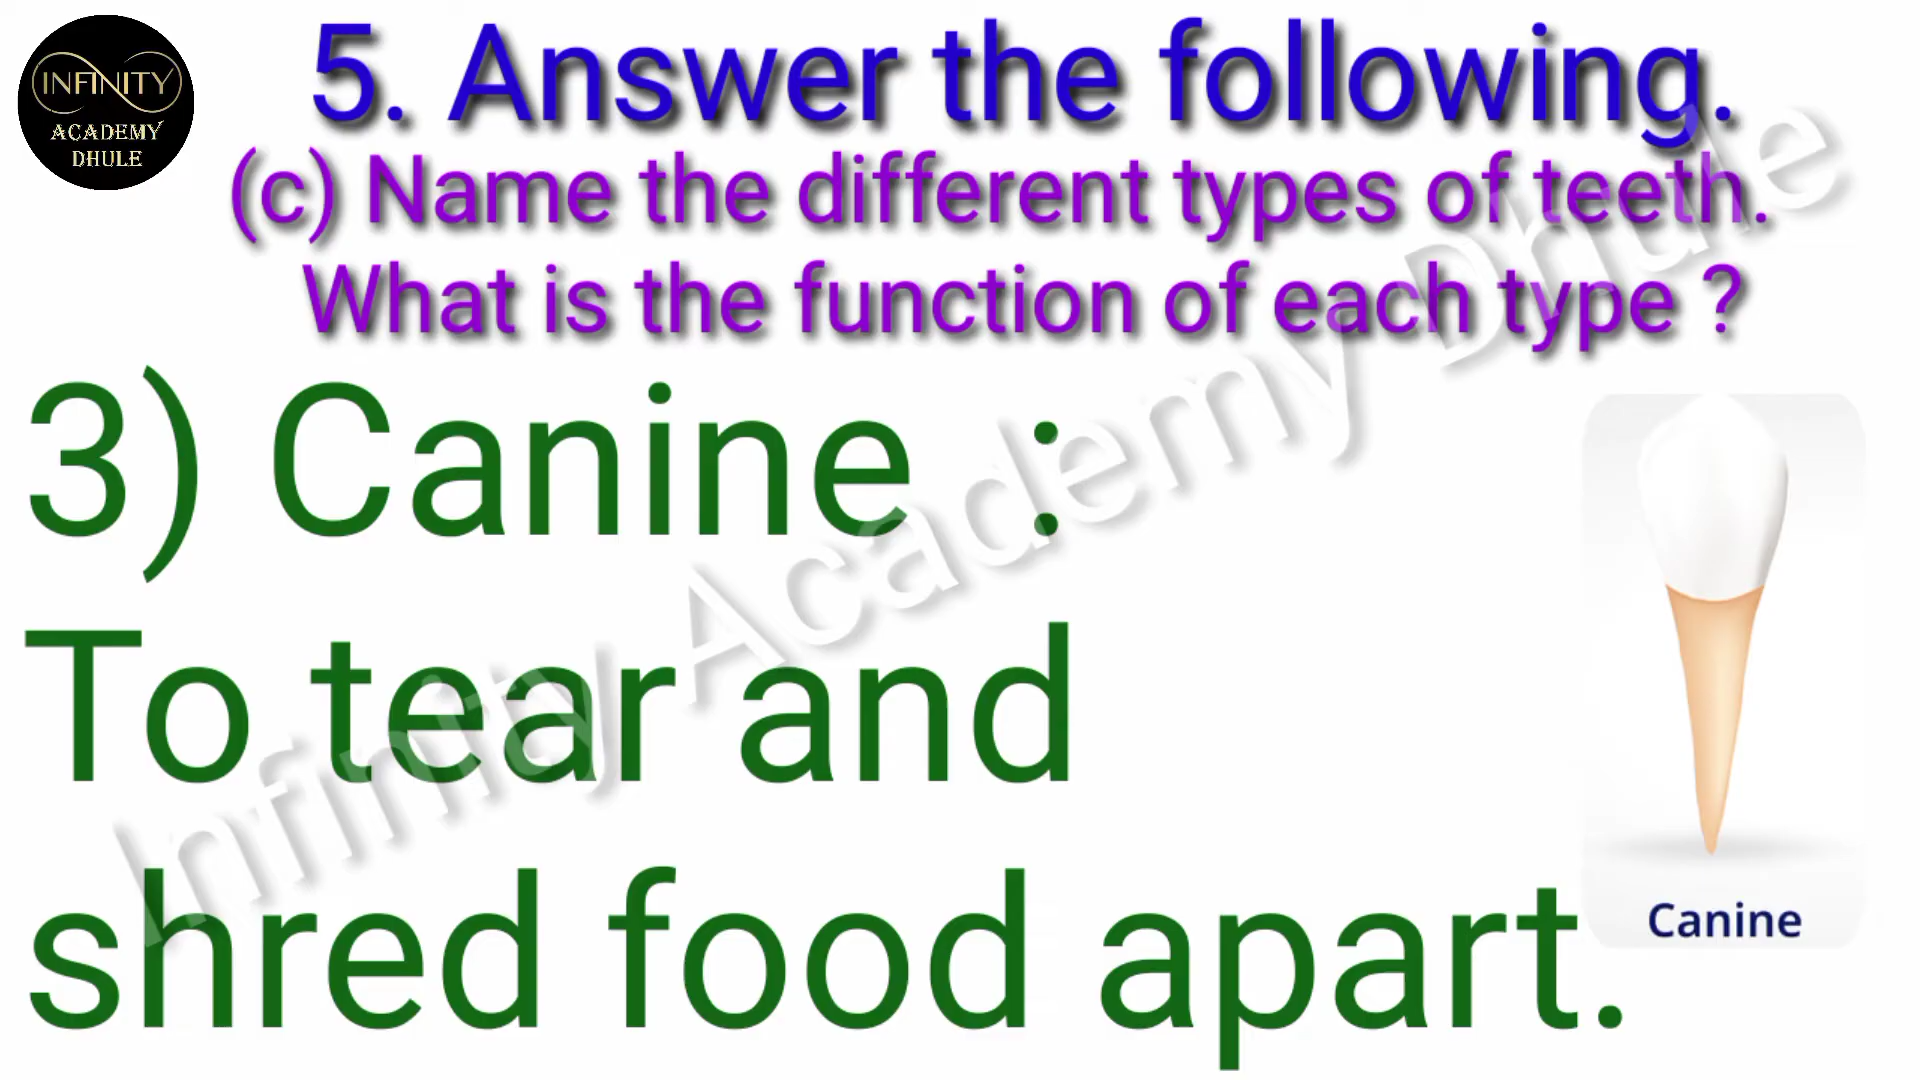 INFINITY
ACADEMY
DHULE
5. Answer the following.
(c) Name the different types of teeth.
What is the function of each type ?
3) Canine :
To tear and
shred food apart.
Canine
Infinity Academy Dhule